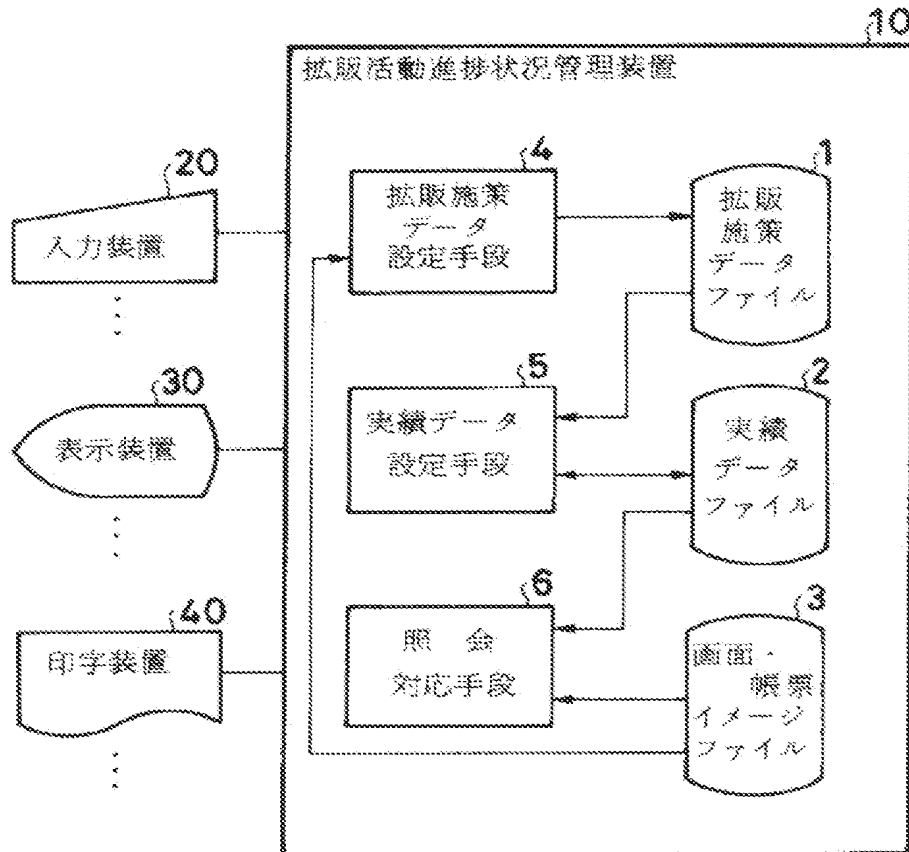 10
拡販活動進捗状況管理装置
20
入力装置
30
表示装置
40
印字装置
4
拡販施策
データ
設定手段
1
拡販
施策
データ
ファイル
5
実績データ
設定手段
2
実績
データ
ファイル
6
照会
対応手段
3
画面・
帳票
イメージ
ファイル